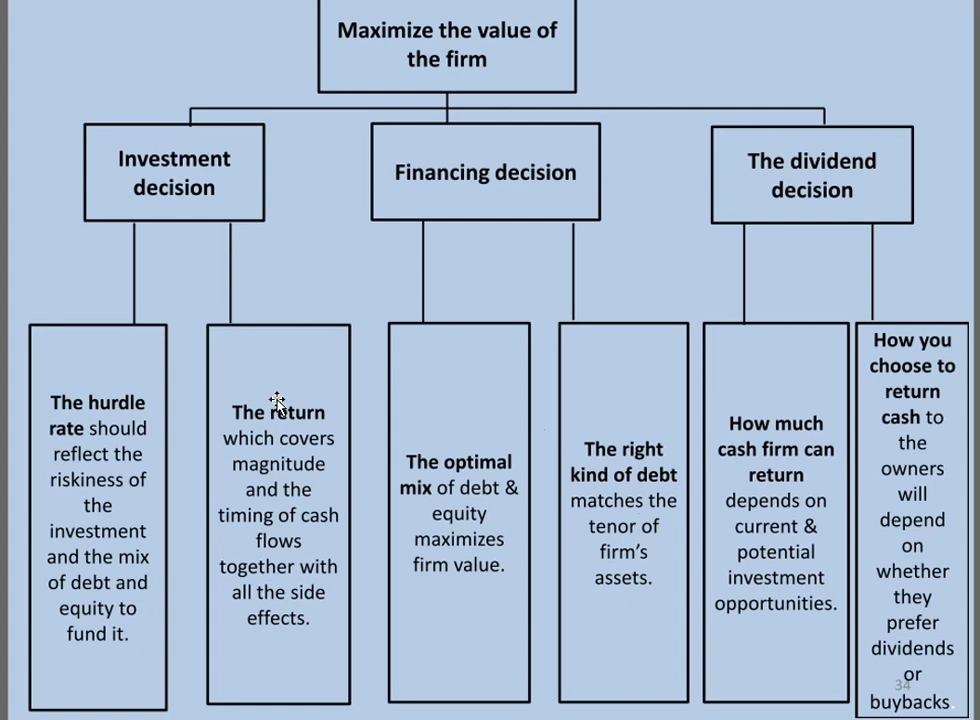 Maximize the value of
the firm
Investment
decision
Financing decision
The dividend
decision
The hurdle
rate should
reflect the
riskiness of
the
investment
and the mix
of debt and
equity to
fund it.
The return
which covers
magnitude
and the
timing of cash
flows
together with
all the side
effects.
The optimal
mix of debt &
equity
maximizes
firm value.
The right
kind of debt
matches the
tenor of
firm's
assets.
How much
cash firm can
return
depends on
current &
potential
investment
opportunities.
How you
choose to
return
cash to
the
owners
will
depend
on
whether
they
prefer
dividends
or
buybacks.
34